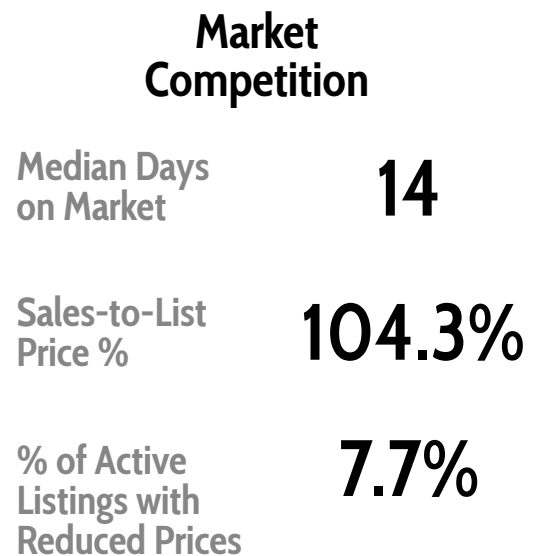 Market
Competition
Median Days
on Market
14
Sales-to-List
Price %
104.3%
% of Active
Listings with
Reduced Prices
7.7%